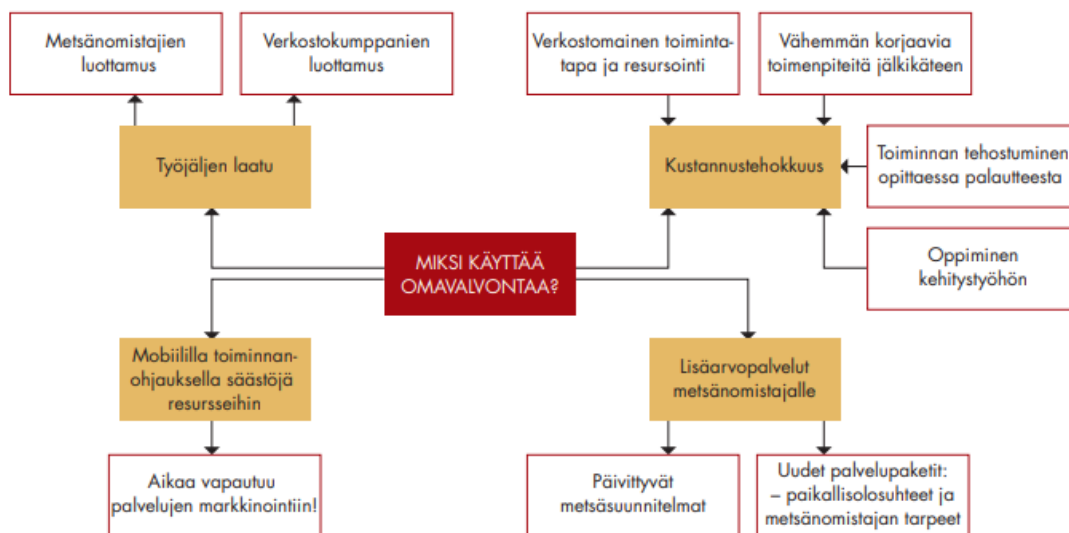 Metsänomistajien
luottamus
Verkostokumppanien
luottamus
Verkostomainen toiminta-
tapa ja resursointi
Vähemmän korjaavia
toimenpiteitä jälkikäteen
Työjäljen laatu
Kustannustehokkuus
Toiminnan tehostuminen
opittaessa palautteesta
MIKSI KÄYTTÄÄ
OMAVALVONTAA?
Oppiminen
kehitystyöhön
Mobiililla toiminnan-
ohjauksella säästöjä
resursseihin
Lisäarvopalvelut
metsänomistajalle
Aikaa vapautuu
palvelujen markkinointiin!
Päivittyvät
metsäsuunnitelmat
Uudet palvelupaketit:
– paikallisolosuhteet ja
metsänomistajan tarpeet